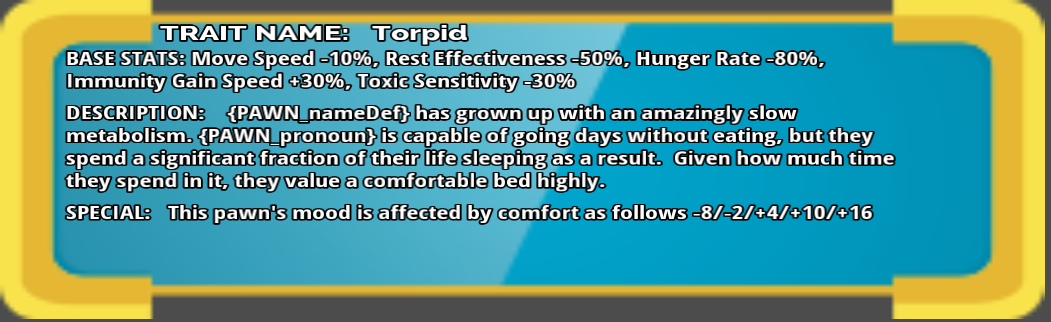 TRAIT NAME: Torpid
BASE STATS: Move Speed -10%, Rest Effectiveness -50%, Hunger Rate -80%,
Immunity Gain Speed +30%, Toxic Sensitivity -30%
DESCRIPTION: {PAWN_nameDef} has grown up with an amazingly slow
metabolism. {PAWN_pronoun} is capable of going days without eating, but they
spend a significant fraction of their life sleeping as a result. Given how much time
they spend in it, they value a comfortable bed highly.
SPECIAL: This pawn's mood is affected by comfort as follows -8/-2/+4/+10/+16